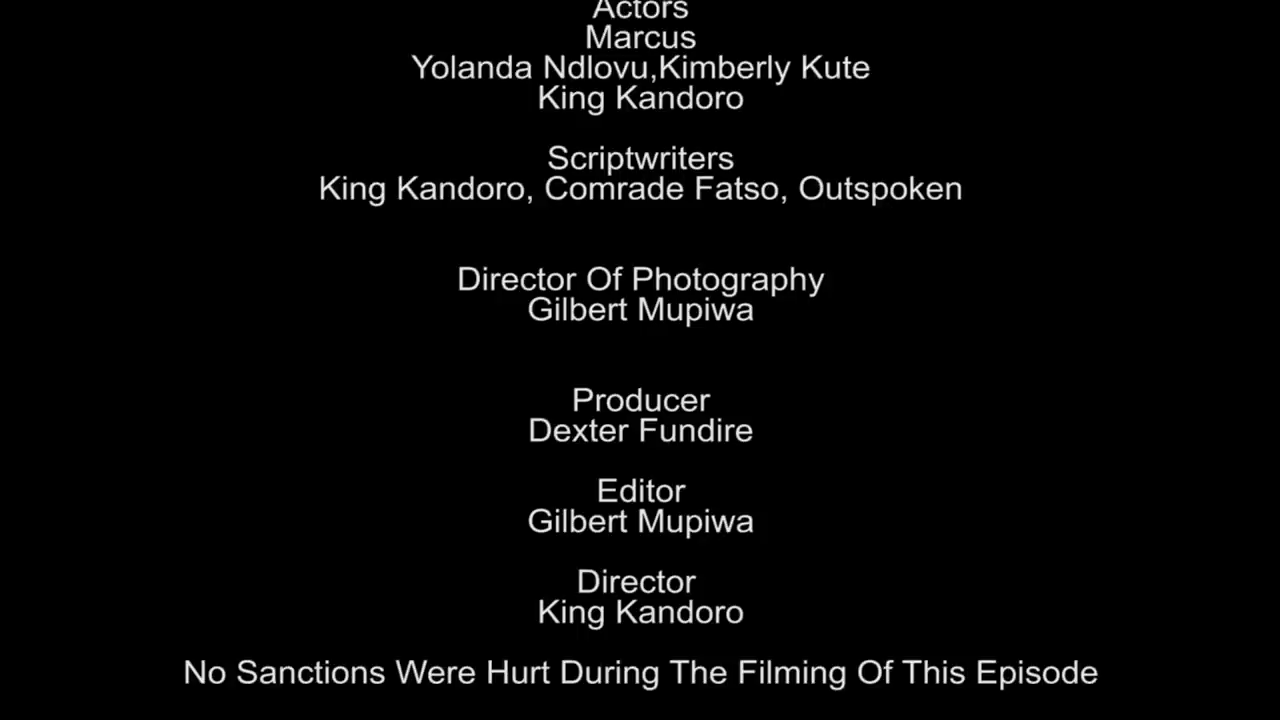 Actors
Marcus
Yolanda Ndlovu,Kimberly Kute
King Kandoro
Scriptwriters
King Kandoro, Comrade Fatso, Outspoken
Director Of Photography
Gilbert Mupiwa
Producer
Dexter Fundire
Editor
Gilbert Mupiwa
Director
King Kandoro
No Sanctions Were Hurt During The Filming Of This Episode